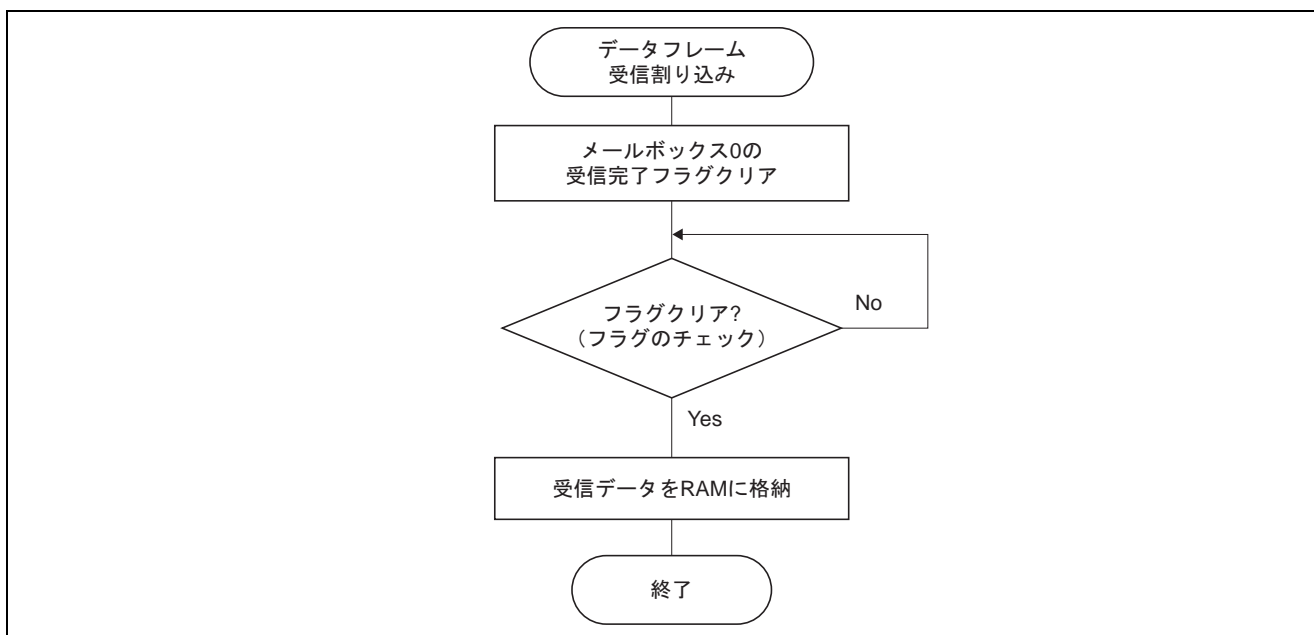 データフレーム
受信割り込み
メールボックス0の
受信完了フラグクリア
フラグクリア?
（フラグのチェック）
No
Yes
受信データをRAMに格納
終了